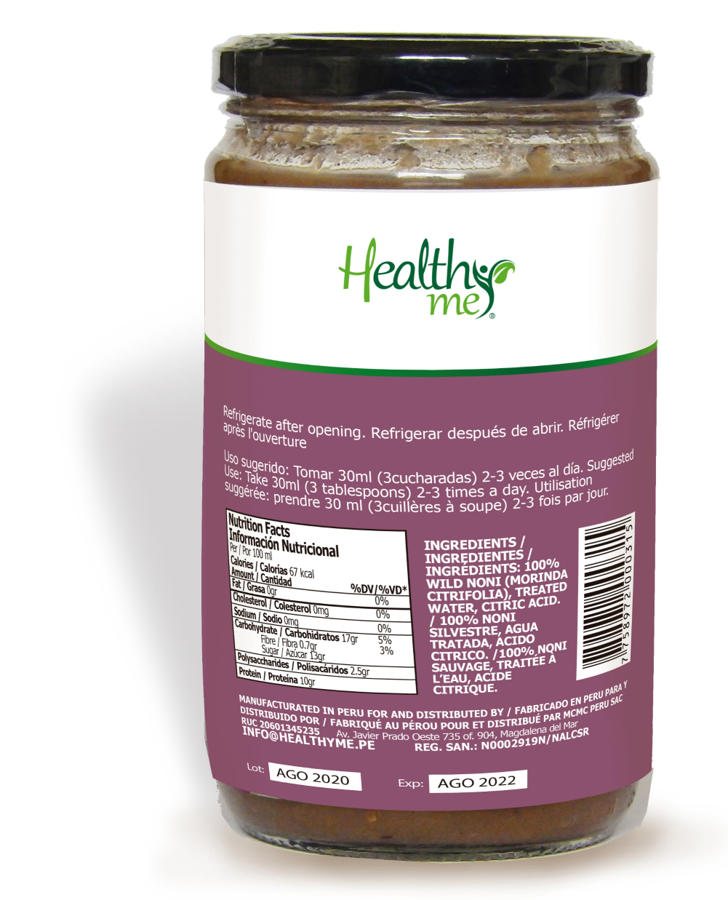 Healthy
me®
Refrigerate after opening. Refrigerar después de abrir. Réfrigérer
après l'ouverture
Uso sugerido: Tomar 30ml (3cucharadas) 2-3 veces al día. Suggested
Use: Take 30ml (3 tablespoons) 2-3 times a day. Utilisation
suggérée: prendre 30 ml (3cuillères à soupe) 2-3 fois par jour.
Nutrition Facts
Información Nutricional
Per / Por 100 ml
Calories / Calorías 67 kcal
Amount / Cantidad %DV/%VD*
Fat / Grasa 0gr 0%
Cholesterol / Colesterol 0mg 0%
Sodium / Sodio 0mg 0%
Carbohydrate / Carbohidratos 17gr 5%
Fibre / Fibra 0.7gr 3%
Sugar / Azúcar 13gr
Polysaccharides / Polisacáridos 2.5gr
Protein / Proteína 10gr
INGREDIENTS /
INGREDIENTES /
INGRÉDIENTS: 100%
WILD NONI (MORINDA
CITRIFOLIA), TREATED
WATER, CITRIC ACID.
/ 100% NONI
SILVESTRE, AGUA
TRATADA, ÁCIDO
CITRICO. /100% NONI
SAUVAGE, TRAITÉE À
L'EAU, ACIDE
CITRIQUE.
7758972000315
MANUFACTURATED IN PERU FOR AND DISTRIBUTED BY / FABRICADO EN PERU PARA Y
DISTRIBUIDO POR / FABRIQUÉ AU PÉROU POUR ET DISTRIBUÉ PAR MCMC PERU SAC
RUC 20601345235 Av. Javier Prado Oeste 735 of. 904, Magdalena del Mar
INFO@HEALTHYME.PE REG. SAN.: N0002919N/NALCSR
Lot: AGO 2020 Exp: AGO 2022